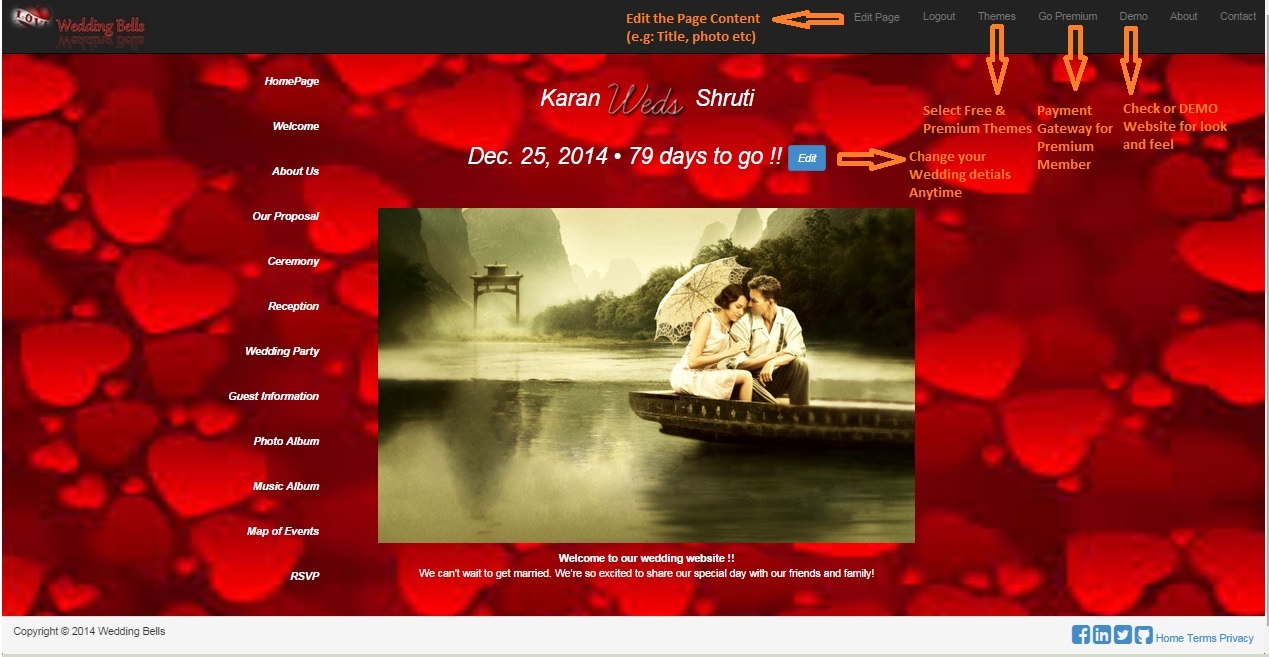 LOVE
Wedding Bells
Edit the Page Content
(e.g: Title, photo etc)
Edit Page
Logout
Themes
Go Premium
Demo
About
Contact
Select Free &
Premium Themes
Payment
Gateway for
Premium
Member
Check or DEMO
Website for look
and feel
HomePage
Welcome
About Us
Our Proposal
Ceremony
Reception
Wedding Party
Guest Information
Photo Album
Music Album
Map of Events
RSVP
Karan Weds Shruti
Dec. 25, 2014 • 79 days to go !! Edit
Change your
Wedding detials
Anytime
Welcome to our wedding website !!
We can't wait to get married. We're so excited to share our special day with our friends and family!
Copyright © 2014 Wedding Bells
Home Terms Privacy